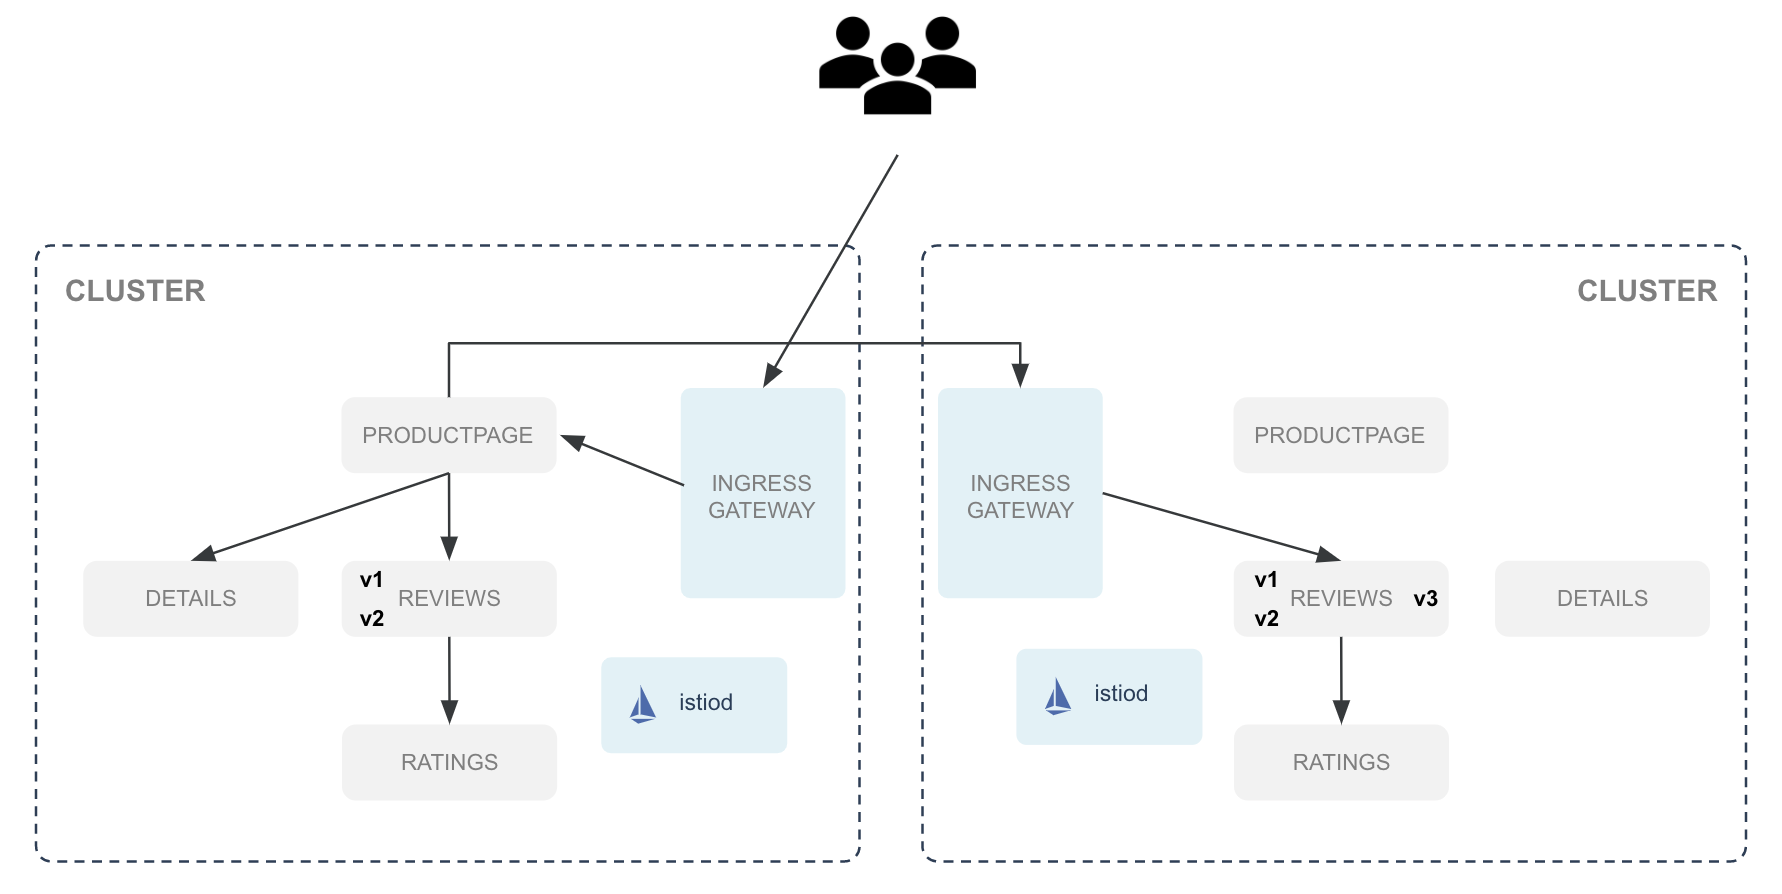 CLUSTER
CLUSTER
PRODUCTPAGE
INGRESS
GATEWAY
INGRESS
GATEWAY
PRODUCTPAGE
DETAILS
v1
REVIEWS
v2
v1
REVIEWS v3
v2
DETAILS
istiod
istiod
RATINGS
RATINGS